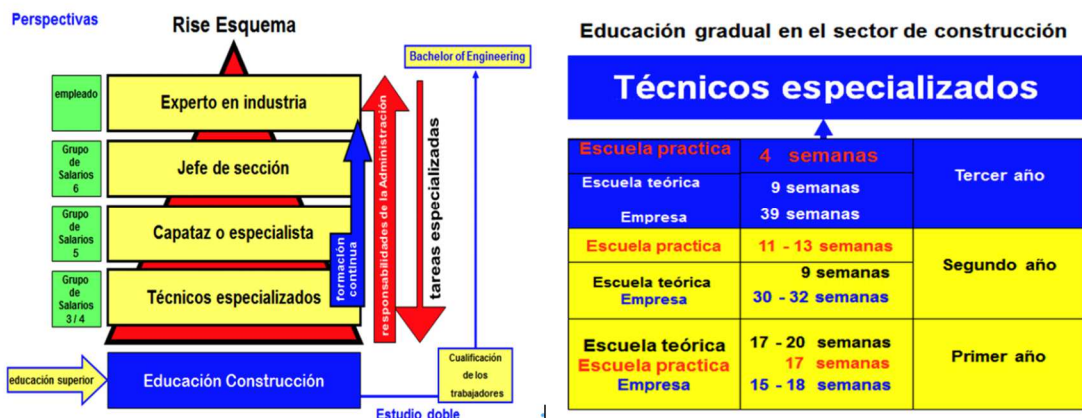 Perspectivas
Rise Esquema
Bachelor of Engineering
empleado
Experto en industria
Grupo
de
Salarios
6
Jefe de sección
Grupo
de
Salarios
5
Capataz o especialista
Grupo
de
Salarios
3 / 4
Técnicos especializados
formación
continua
responsabilidades de la Administración
tareas especializadas
educación superior
Educación Construcción
Cualificación
de los
trabajadores
Estudio doble
Educación gradual en el sector de construcción
Técnicos especializados
Escuela practica
4 semanas
Escuela teórica
9 semanas
Empresa
39 semanas
Tercer año
Escuela practica
11 - 13 semanas
Escuela teórica
9 semanas
Empresa
30 - 32 semanas
Segundo año
Escuela teórica
17 - 20 semanas
Escuela practica
17 semanas
Empresa
15 - 18 semanas
Primer año